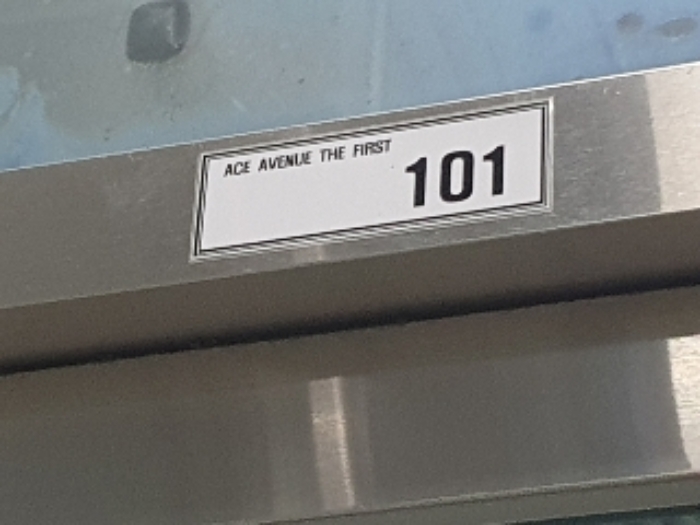 ACE AVENUE THE FIRST
101